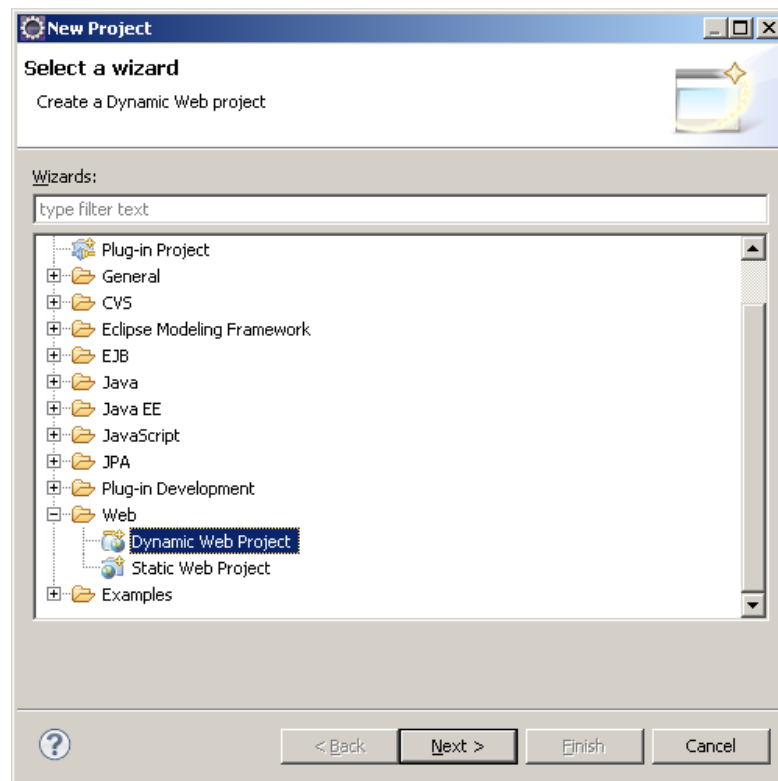 New Project
Select a wizard
Create a Dynamic Web project
Wizards:
type filter text
Plug-in Project
General
CVS
Eclipse Modeling Framework
EJB
Java
Java EE
JavaScript
JPA
Plug-in Development
Web
Dynamic Web Project
Static Web Project
Examples
?
< Back Next > Finish Cancel